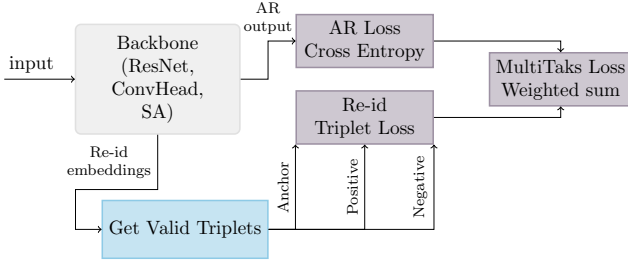 input
Backbone
(ResNet,
ConvHead,
SA)
AR
output
AR Loss
Cross Entropy
MultiTaks Loss
Weighted sum
Re-id
Triplet Loss
Re-id
embeddings
Get Valid Triplets
Anchor
Positive
Negative